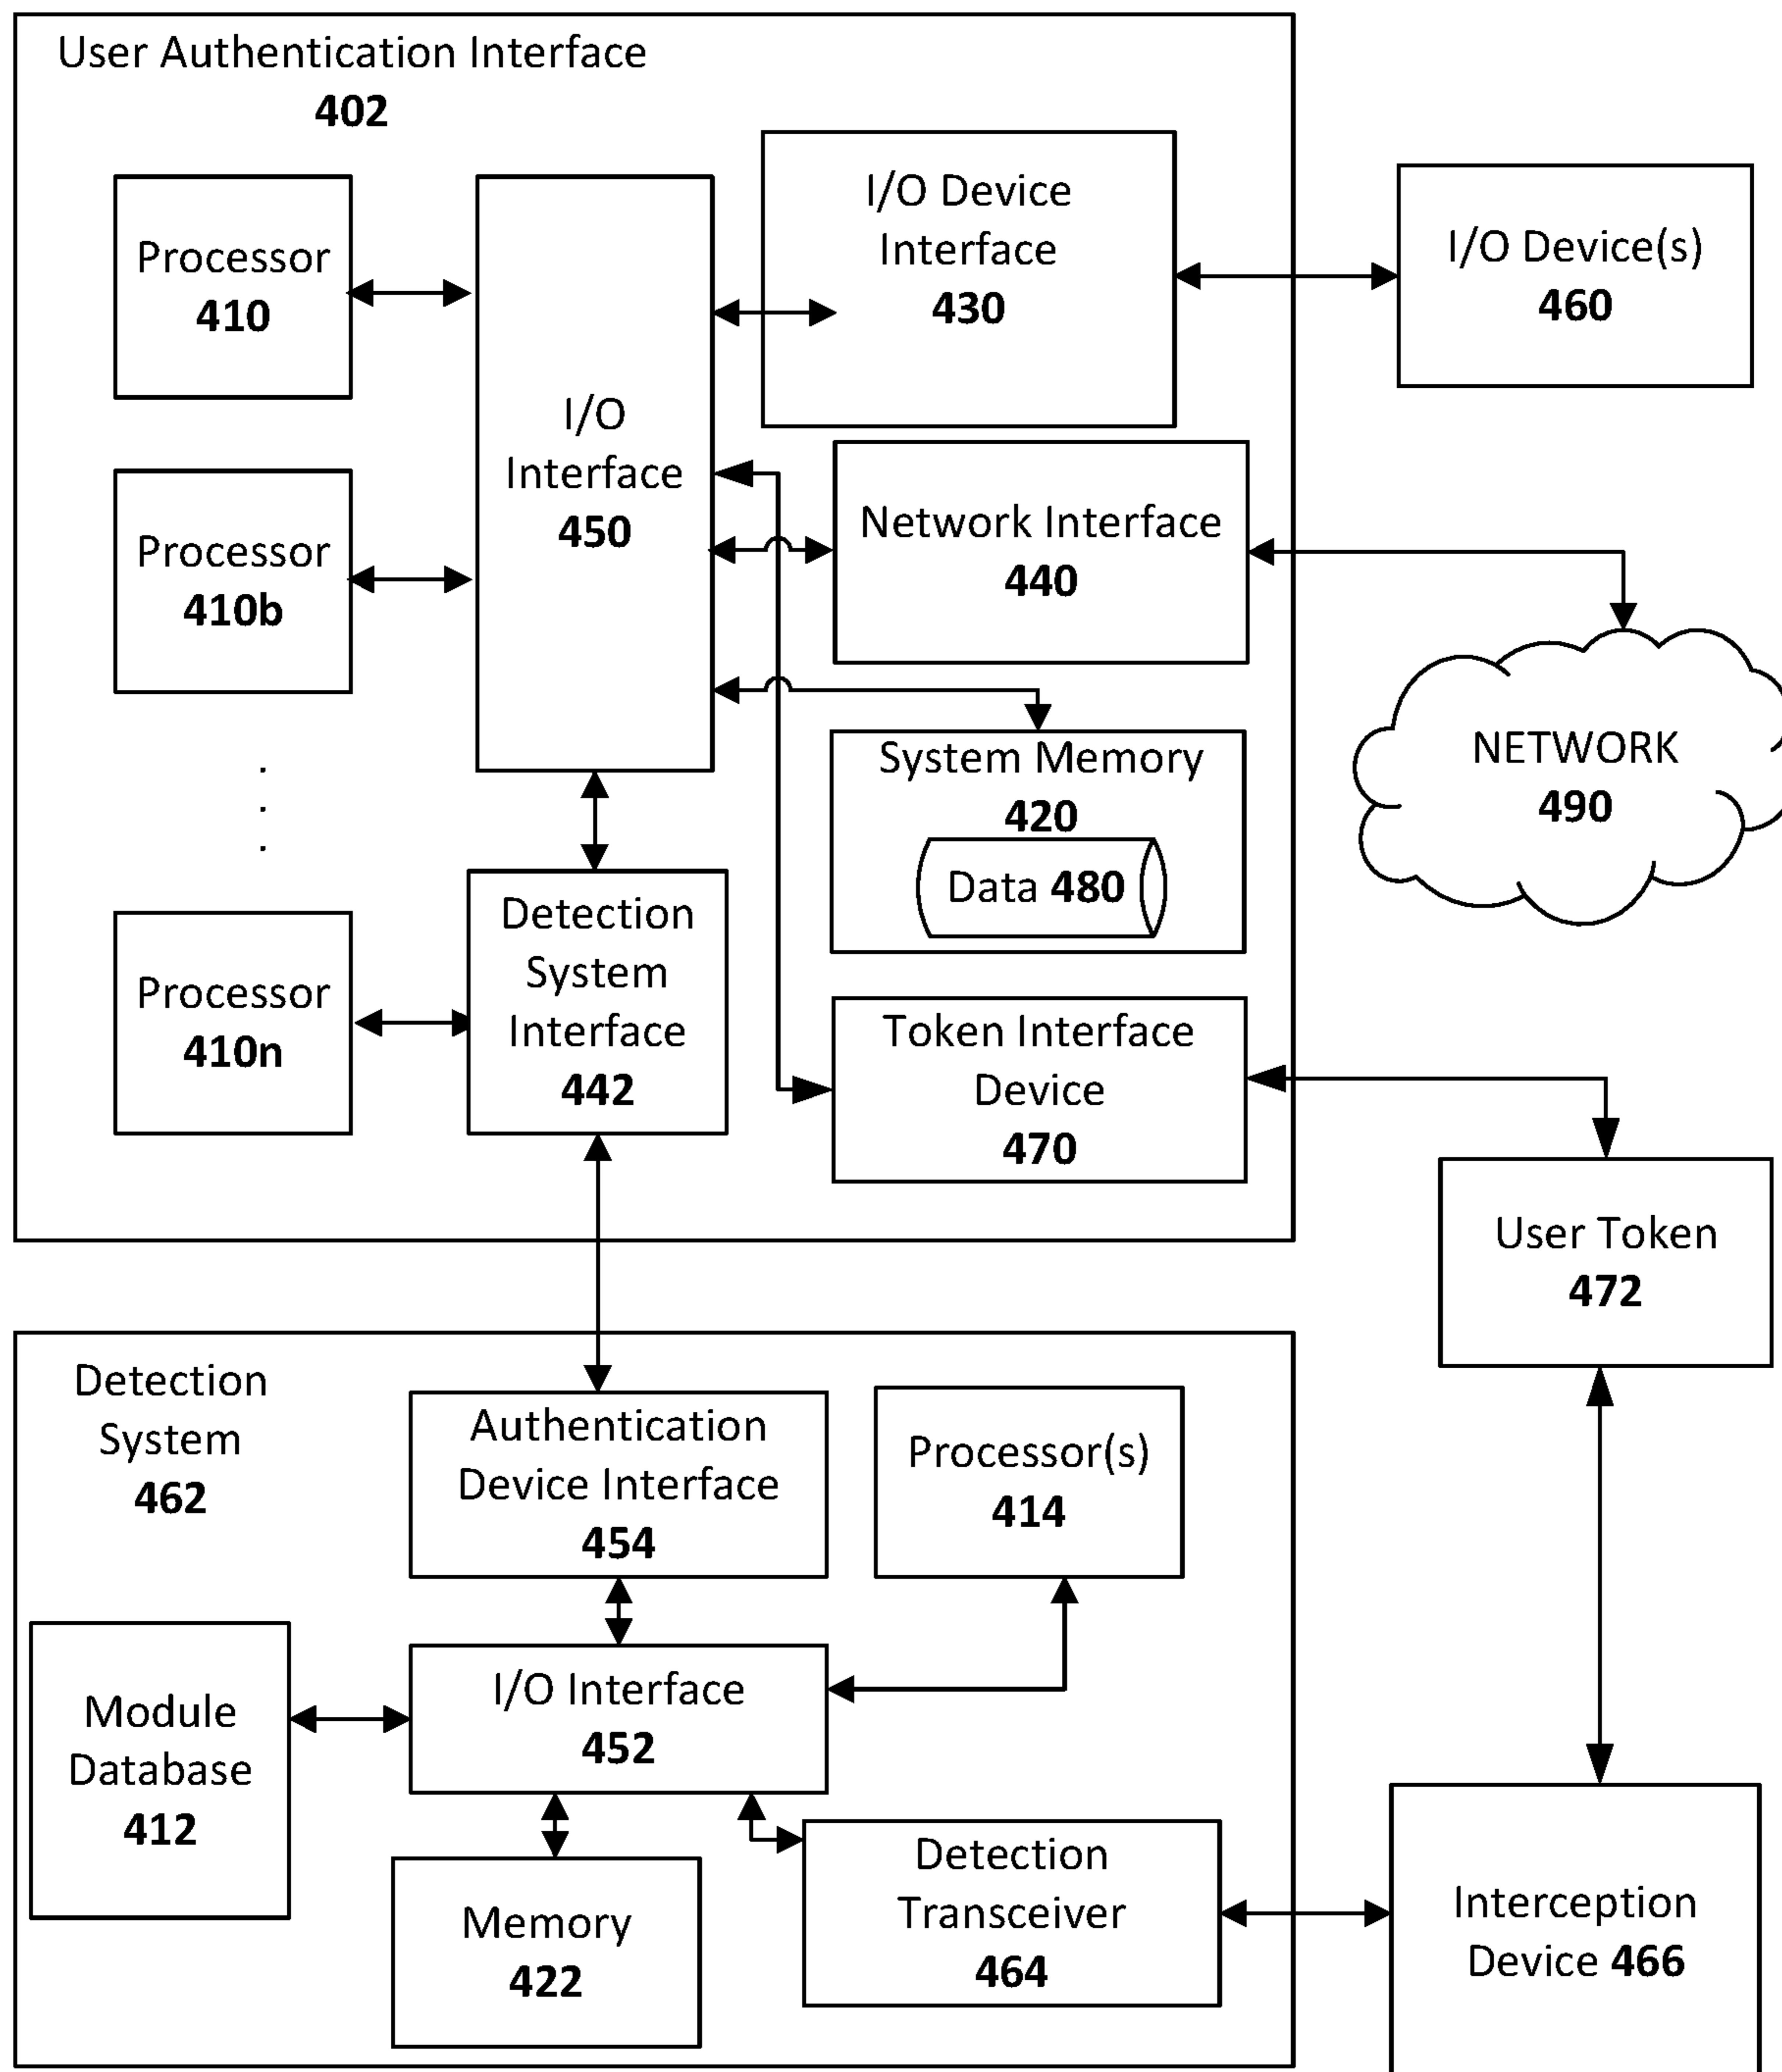 User Authentication Interface
402
Processor
410
I/O
Interface
450
I/O Device
Interface
430
I/O Device(s)
460
Processor
410b
Network Interface
440
NETWORK
490
System Memory
420
Data 480
.
.
.
Processor
410n
Detection
System
Interface
442
Token Interface
Device
470
User Token
472
Detection
System
462
Authentication
Device Interface
454
Processor(s)
414
Module
Database
412
I/O Interface
452
Memory
422
Detection
Transceiver
464
Interception
Device 466